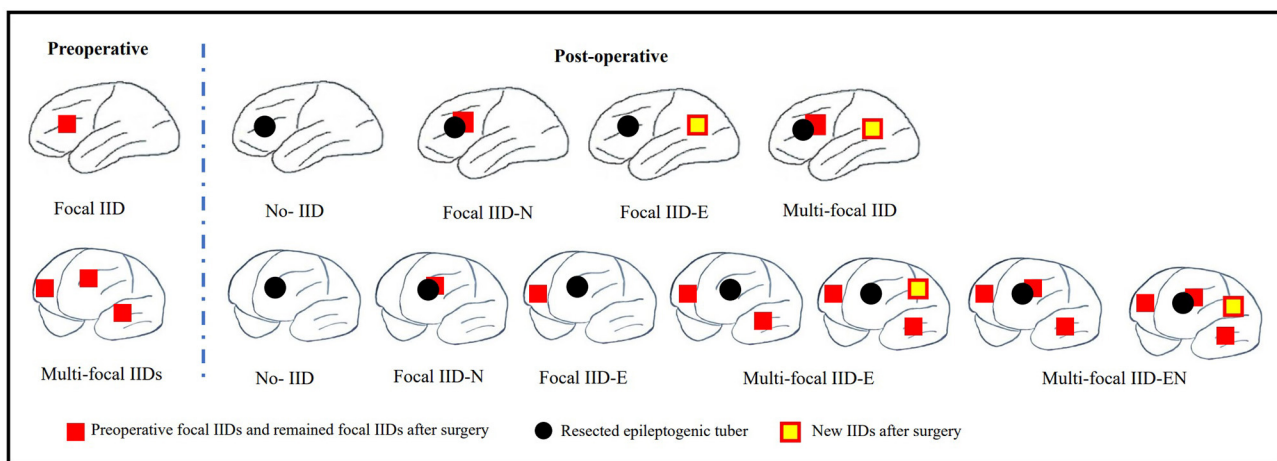 Preoperative
Post-operative
Focal IID
No- IID
Focal IID-N
Focal IID-E
Multi-focal IID
Multi-focal IIDs
No- IID
Focal IID-N
Focal IID-E
Multi-focal IID-E
Multi-focal IID-EN
Preoperative focal IIDs and remained focal IIDs after surgery
Resected epileptogenic tuber
New IIDs after surgery